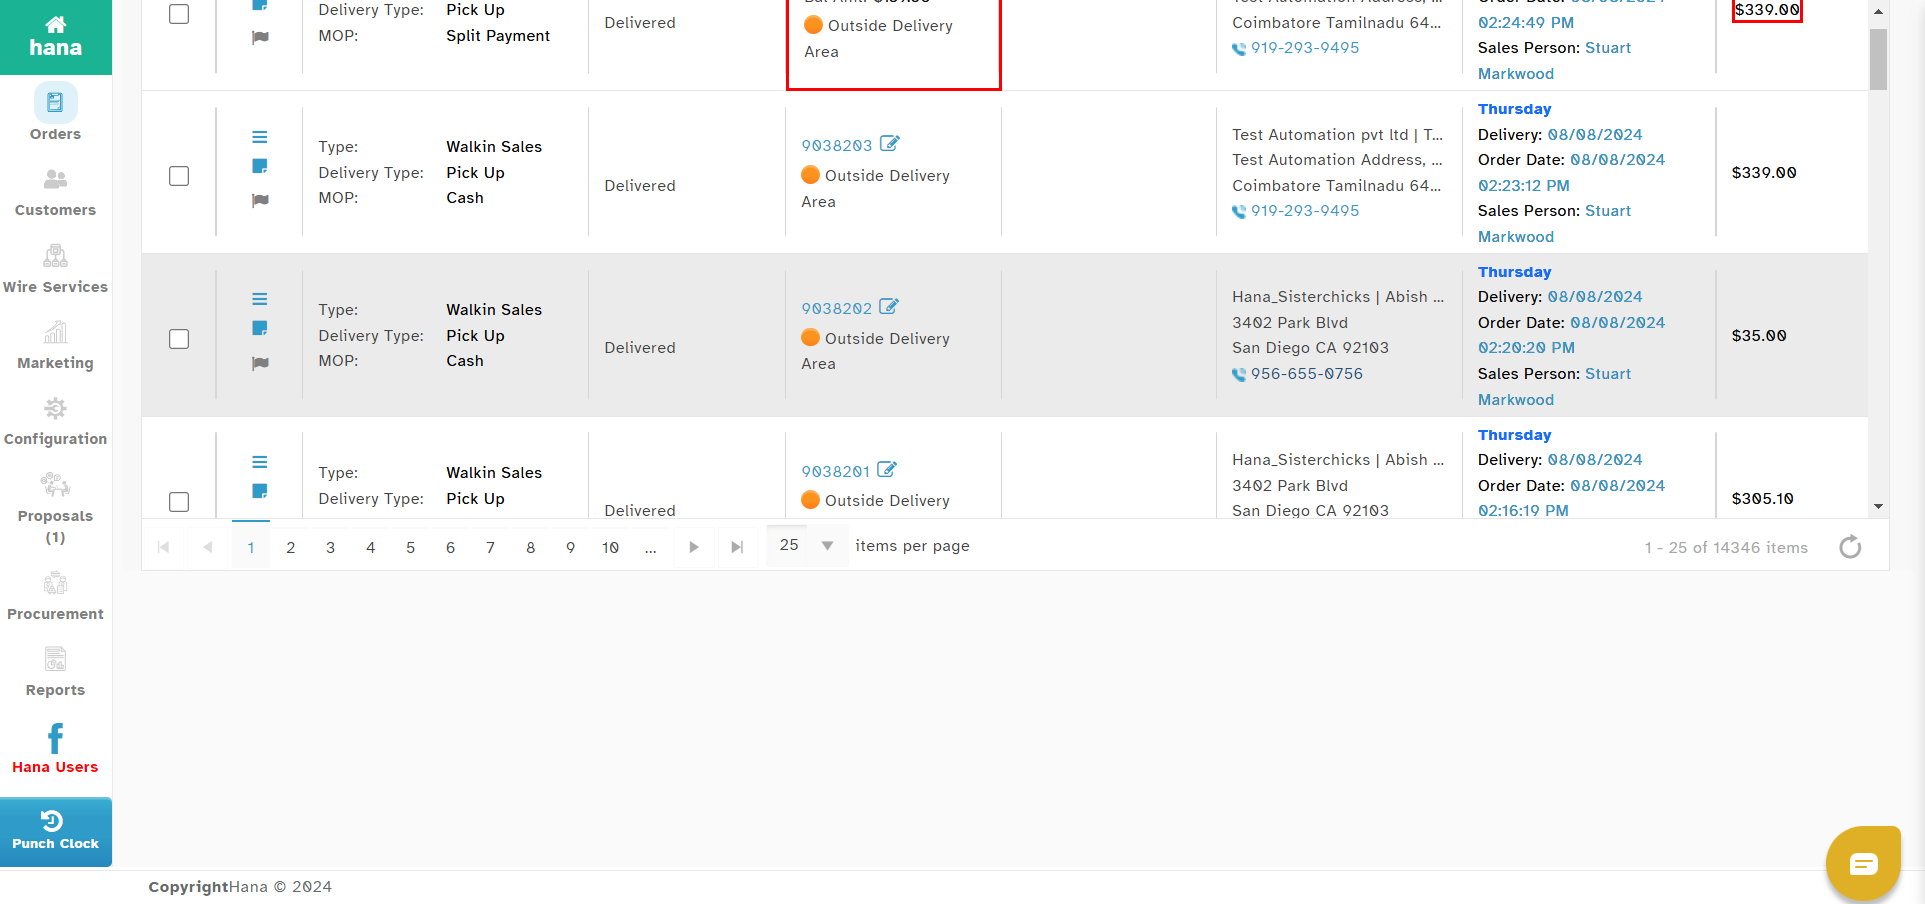 hana
Orders
Customers
Wire Services
Marketing
Configuration
Proposals
(1)
Procurement
Reports
Hana Users
Punch Clock
Delivery Type: Pick Up
MOP: Split Payment
Delivered
Outside Delivery
Area
Coimbatore Tamilnadu 64...
919-293-9495
02:24:49 PM
Sales Person: Stuart
Markwood
$339.00
Type: Walkin Sales
Delivery Type: Pick Up
MOP: Cash
Delivered
9038203
Outside Delivery
Area
Test Automation pvt ltd | T...
Test Automation Address, ...
Coimbatore Tamilnadu 64...
919-293-9495
Thursday
Delivery: 08/08/2024
Order Date: 08/08/2024
02:23:12 PM
Sales Person: Stuart
Markwood
$339.00
Type: Walkin Sales
Delivery Type: Pick Up
MOP: Cash
Delivered
9038202
Outside Delivery
Area
Hana_Sisterchicks | Abish ...
3402 Park Blvd
San Diego CA 92103
956-655-0756
Thursday
Delivery: 08/08/2024
Order Date: 08/08/2024
02:20:20 PM
Sales Person: Stuart
Markwood
$35.00
Type: Walkin Sales
Delivery Type: Pick Up
Delivered
9038201
Outside Delivery
Hana_Sisterchicks | Abish ...
3402 Park Blvd
San Diego CA 92103
Thursday
Delivery: 08/08/2024
Order Date: 08/08/2024
02:16:19 PM
$305.10
1 2 3 4 5 6 7 8 9 10 ... 25 items per page
1 - 25 of 14346 items
CopyrightHana © 2024